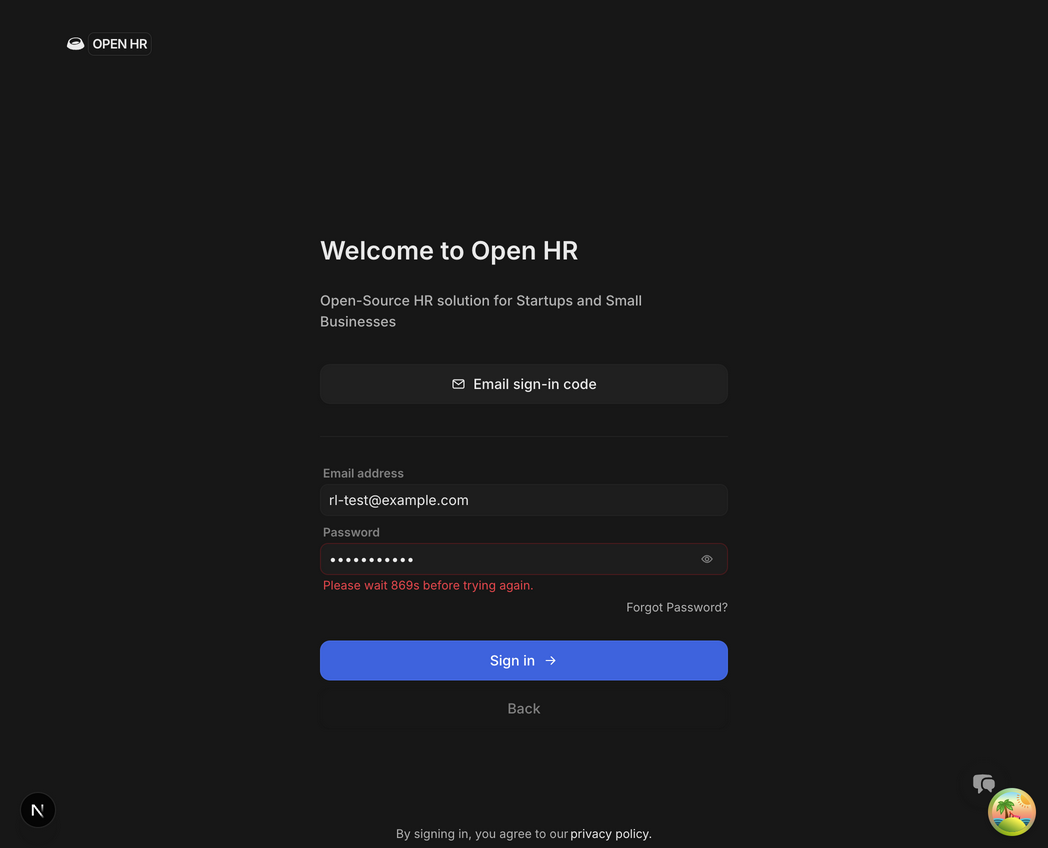 OPEN HR
Welcome to Open HR
Open-Source HR solution for Startups and Small
Businesses
Email sign-in code
Email address
rl-test@example.com
Password
•••••••••••
Please wait 869s before trying again.
Forgot Password?
Sign in →
Back
N
By signing in, you agree to our privacy policy.